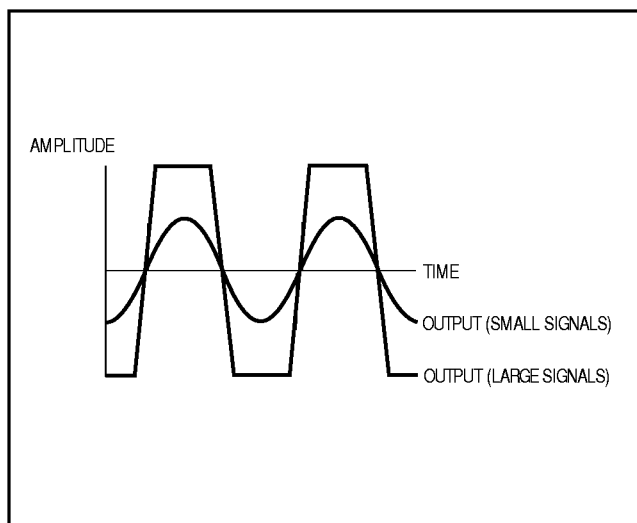 AMPLITUDE
TIME
OUTPUT (SMALL SIGNALS)
OUTPUT (LARGE SIGNALS)